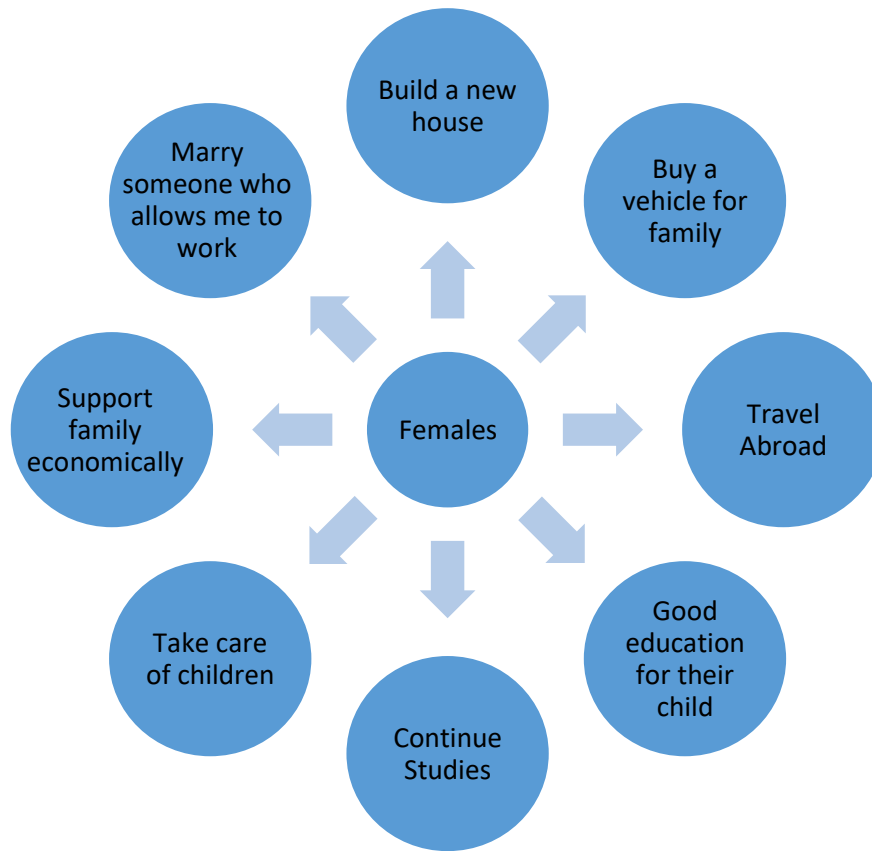 Build a new
house
Buy a
vehicle for
family
Travel
Abroad
Good
education
for their
child
Continue
Studies
Take care
of children
Support
family
economically
Marry
someone who
allows me to
work
Females